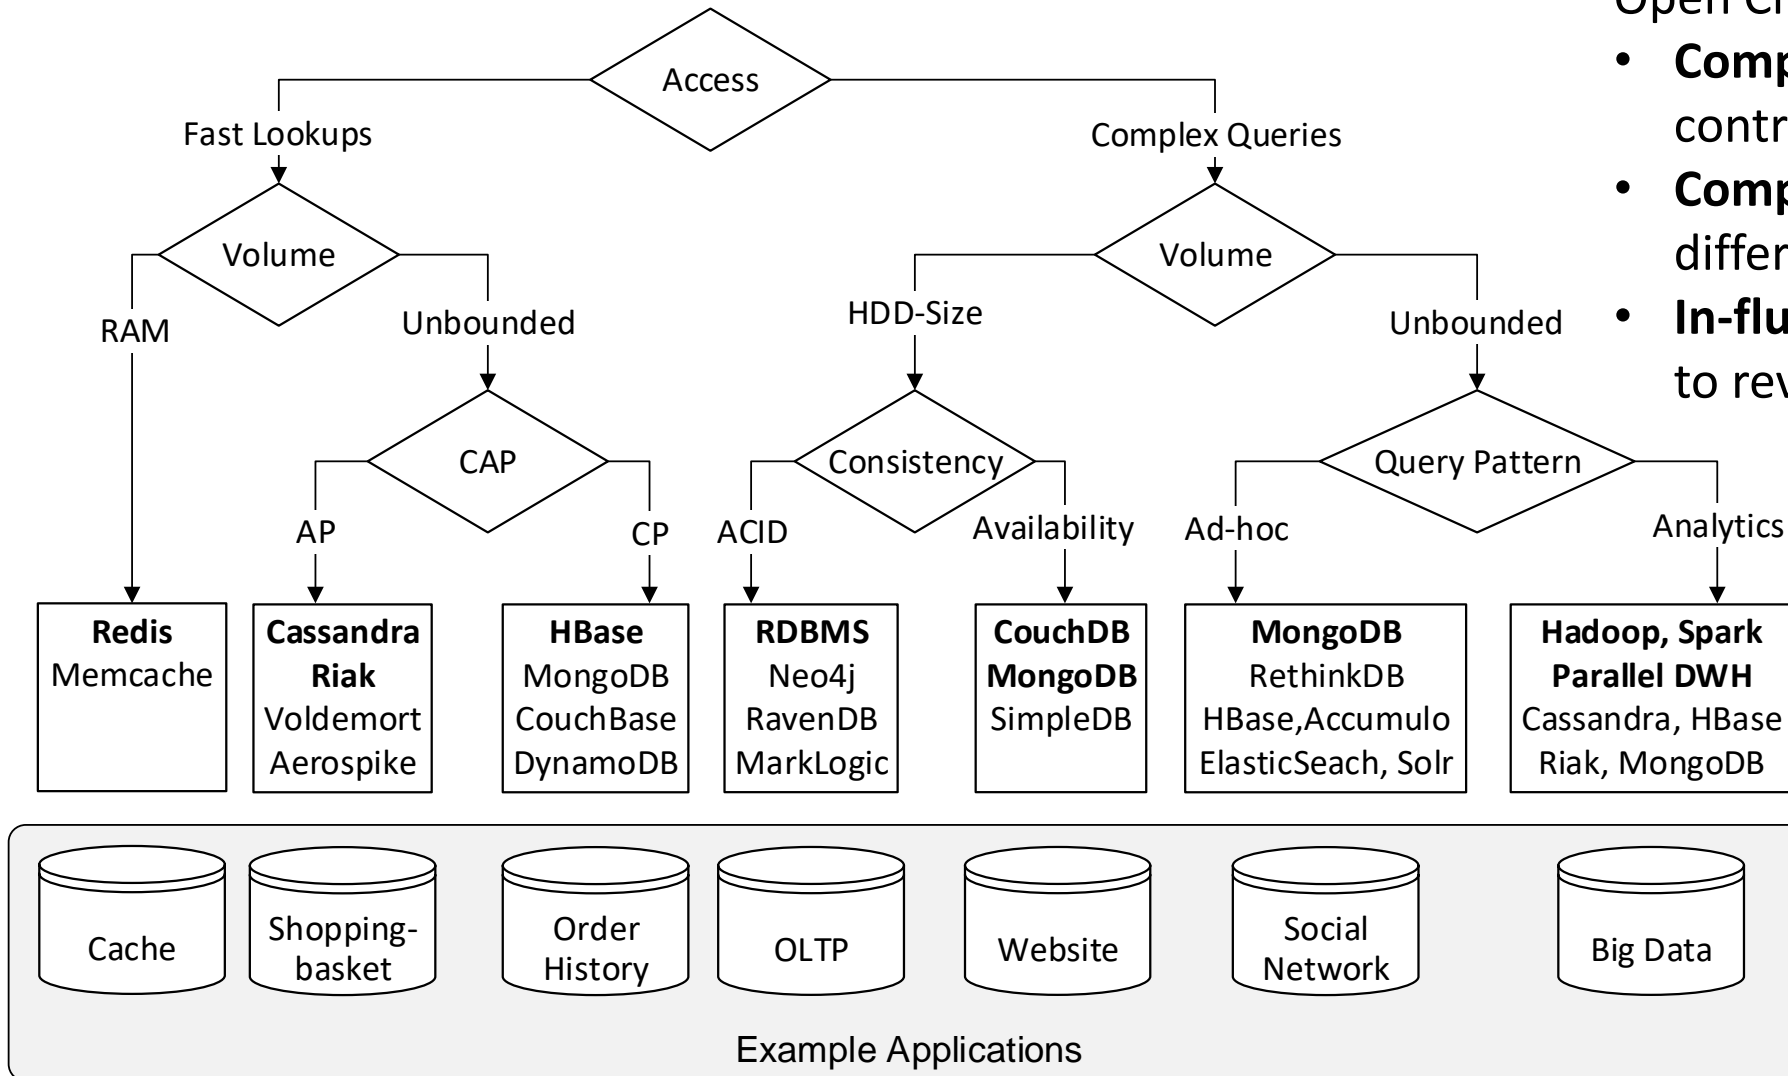 Open
• Comp
contr
• Comp
differ
• In-flu
to rev
Access
Fast Lookups
Complex Queries
Volume
Volume
RAM
Unbounded
HDD-Size
Unbounded
CAP
Consistency
Query Pattern
AP
CP
ACID
Availability
Ad-hoc
Analytics
Redis
Memcache
Cassandra
Riak
Voldemort
Aerospike
HBase
MongoDB
CouchBase
DynamoDB
RDBMS
Neo4j
RavenDB
MarkLogic
CouchDB
MongoDB
SimpleDB
MongoDB
RethinkDB
HBase,Accumulo
ElasticSeach, Solr
Hadoop, Spark
Parallel DWH
Cassandra, HBase
Riak, MongoDB
Cache
Shopping-
basket
Order
History
OLTP
Website
Social
Network
Big Data
Example Applications